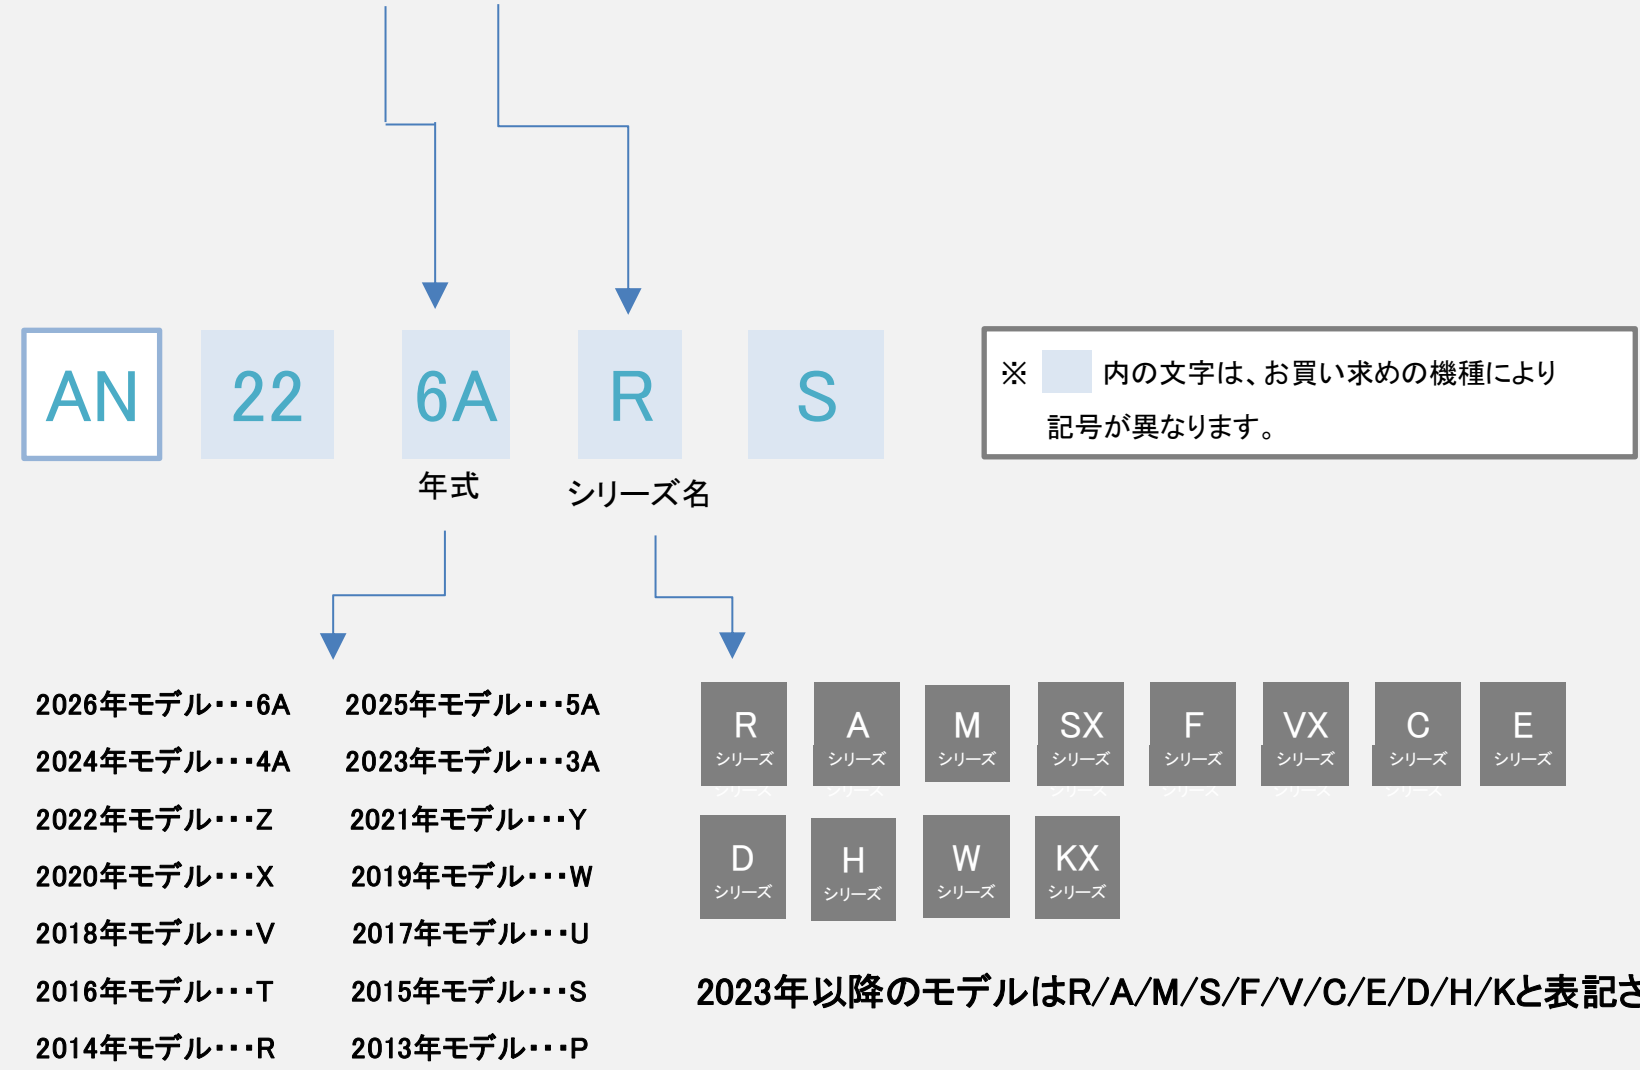 AN 22 6A R S
※ 内の文字は、お買い求めの機種により
記号が異なります。
年式
シリーズ名
2026年モデル・・・6A 2025年モデル・・・5A
2024年モデル・・・4A 2023年モデル・・・3A
2022年モデル・・・Z 2021年モデル・・・Y
2020年モデル・・・X 2019年モデル・・・W
2018年モデル・・・V 2017年モデル・・・U
2016年モデル・・・T 2015年モデル・・・S
2014年モデル・・・R 2013年モデル・・・P
R A M SX F VX C E
シリーズ シリーズ シリーズ シリーズ シリーズ シリーズ シリーズ シリーズ
D H W KX
シリーズ シリーズ シリーズ シリーズ
2023年以降のモデルはR/A/M/S/F/V/C/E/D/H/Kと表記さ